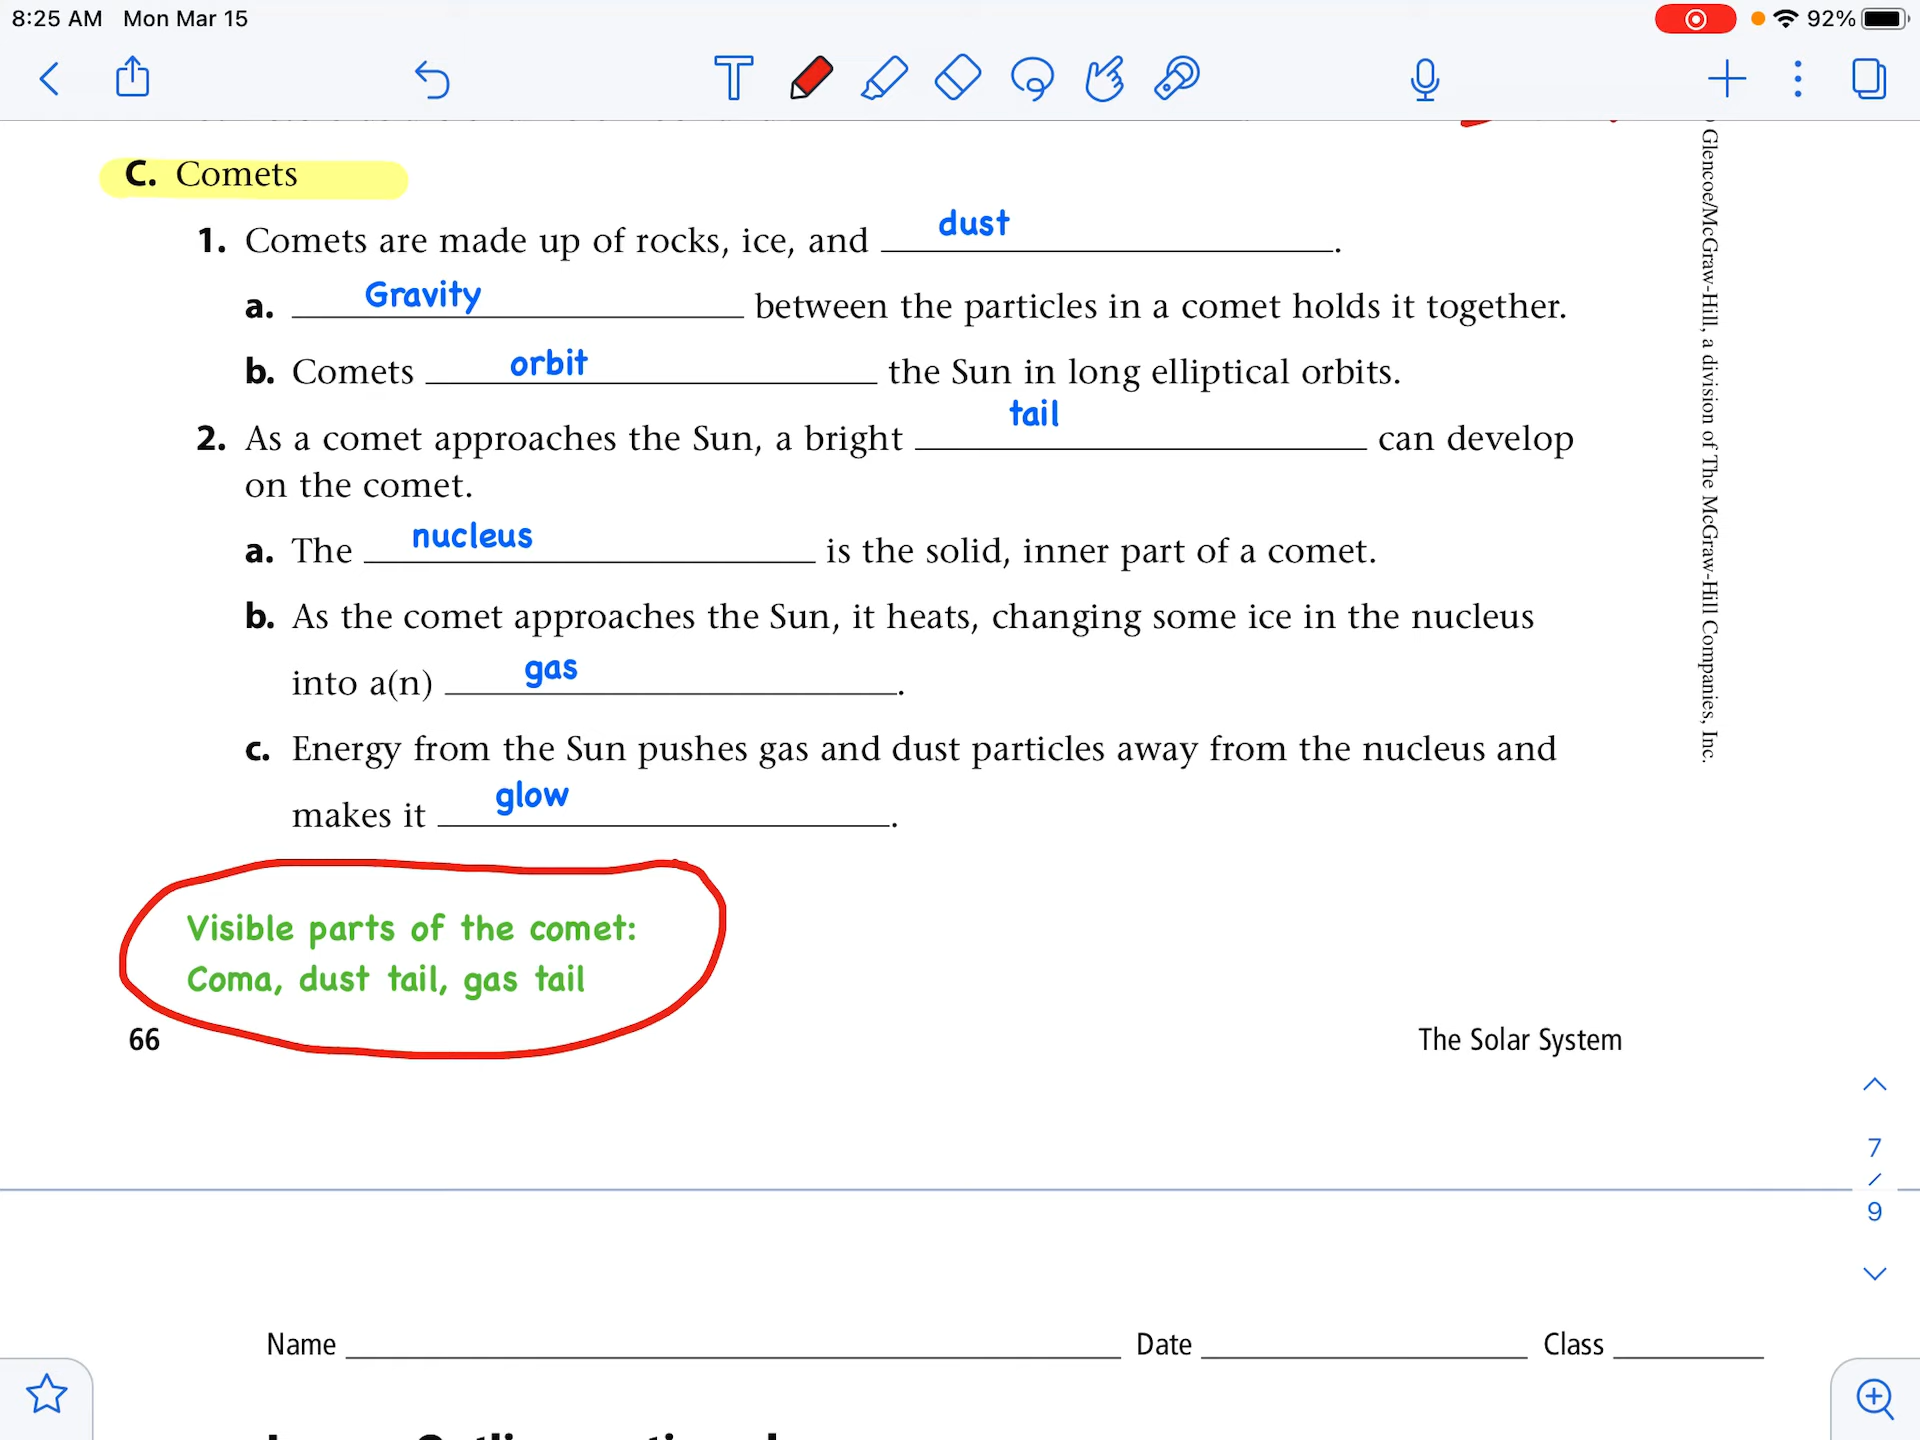 8:25 AM Mon Mar 15
92%
C. Comets
1. Comets are made up of rocks, ice, and dust.
a. Gravity between the particles in a comet holds it together.
b. Comets orbit the Sun in long elliptical orbits.
2. As a comet approaches the Sun, a bright tail can develop
on the comet.
a. The nucleus is the solid, inner part of a comet.
b. As the comet approaches the Sun, it heats, changing some ice in the nucleus
into a(n) gas.
c. Energy from the Sun pushes gas and dust particles away from the nucleus and
makes it glow.
Visible parts of the comet:
Coma, dust tail, gas tail
66
The Solar System
Glencoe/McGraw-Hill, a division of The McGraw-Hill Companies, Inc.
7
/
9
Name Date Class